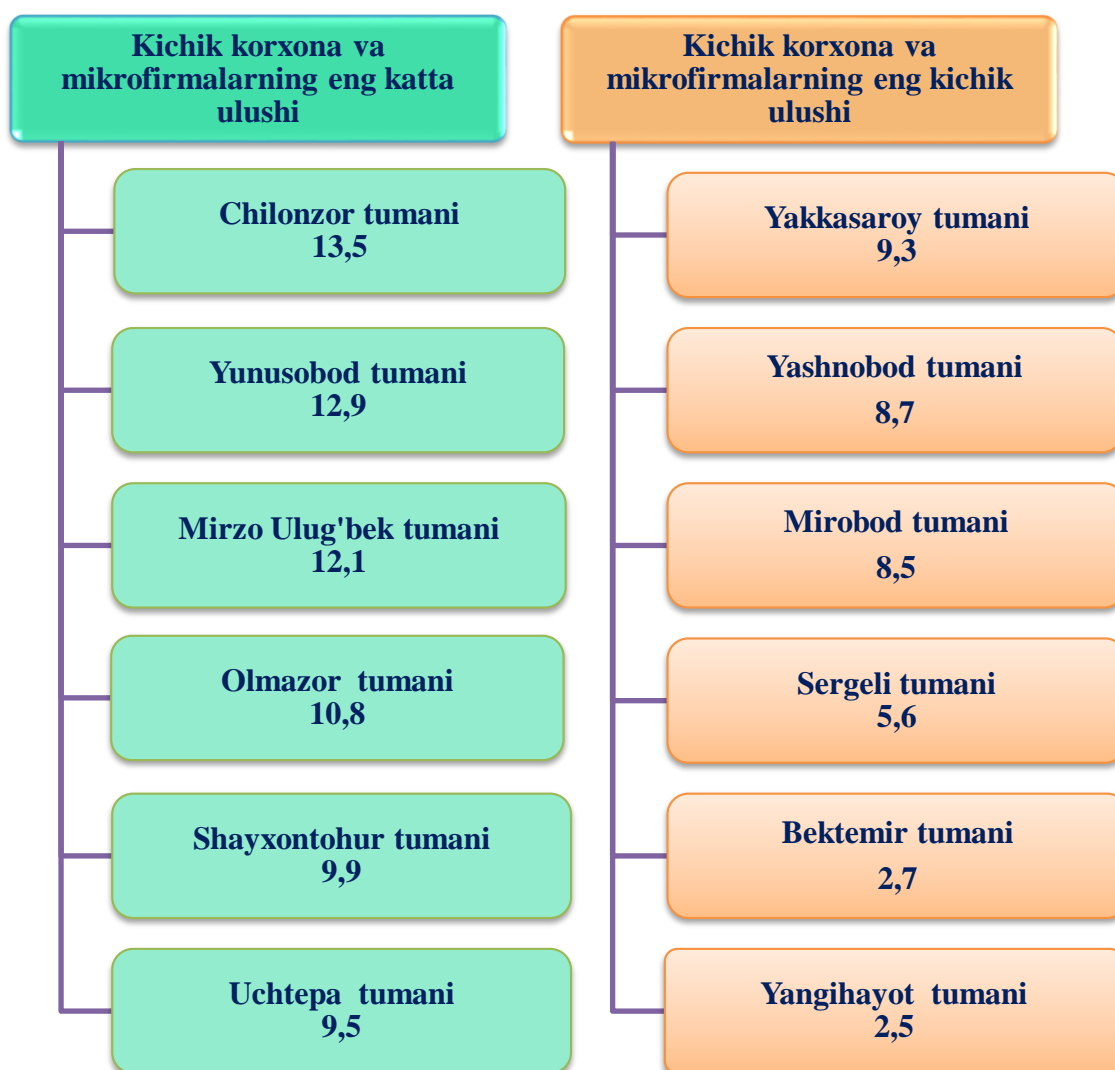 Kichik korxona va
mikrofirmalarning eng katta
ulushi
Chilonzor tumani
13,5
Yunusobod tumani
12,9
Mirzo Ulug'bek tumani
12,1
Olmazor tumani
10,8
Shayxontohur tumani
9,9
Uchtepa tumani
9,5
Kichik korxona va
mikrofirmalarning eng kichik
ulushi
Yakkasaroy tumani
9,3
Yashnobod tumani
8,7
Mirobod tumani
8,5
Sergeli tumani
5,6
Bektemir tumani
2,7
Yangihayot tumani
2,5